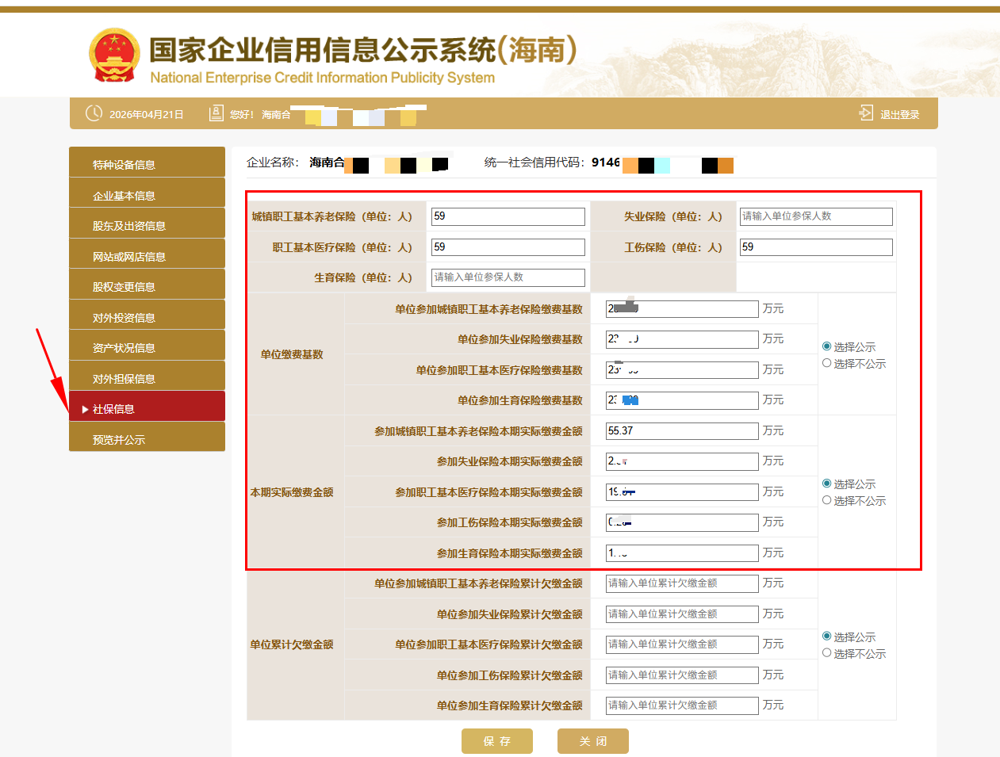 国家企业信用信息公示系统(海南)
National Enterprise Credit Information Publicity System
2026年04月21日 您好! 海南合 退出登录
特种设备信息
企业基本信息
股东及出资信息
网站或网店信息
股权变更信息
对外投资信息
资产状况信息
对外担保信息
社保信息
预览并公示
企业名称: 海南合 统一社会信用代码: 9146
城镇职工基本养老保险(单位:人) 59 失业保险(单位:人) 请输入单位参保人数
职工基本医疗保险(单位:人) 59 工伤保险(单位:人) 59
生育保险(单位:人) 请输入单位参保人数
单位缴费基数
单位参加城镇职工基本养老保险缴费基数 万元
单位参加失业保险缴费基数 万元
单位参加职工基本医疗保险缴费基数 万元
单位参加生育保险缴费基数 万元
选择公示
选择不公示
本期实际缴费金额
参加城镇职工基本养老保险本期实际缴费金额 55.37 万元
参加失业保险本期实际缴费金额 万元
参加职工基本医疗保险本期实际缴费金额 万元
参加工伤保险本期实际缴费金额 万元
参加生育保险本期实际缴费金额 万元
选择公示
选择不公示
单位累计欠缴金额
单位参加城镇职工基本养老保险累计欠缴金额 请输入单位累计欠缴金额 万元
单位参加失业保险累计欠缴金额 请输入单位累计欠缴金额 万元
单位参加职工基本医疗保险累计欠缴金额 请输入单位累计欠缴金额 万元
单位参加工伤保险累计欠缴金额 请输入单位累计欠缴金额 万元
单位参加生育保险累计欠缴金额 请输入单位累计欠缴金额 万元
选择公示
选择不公示
保 存 关 闭